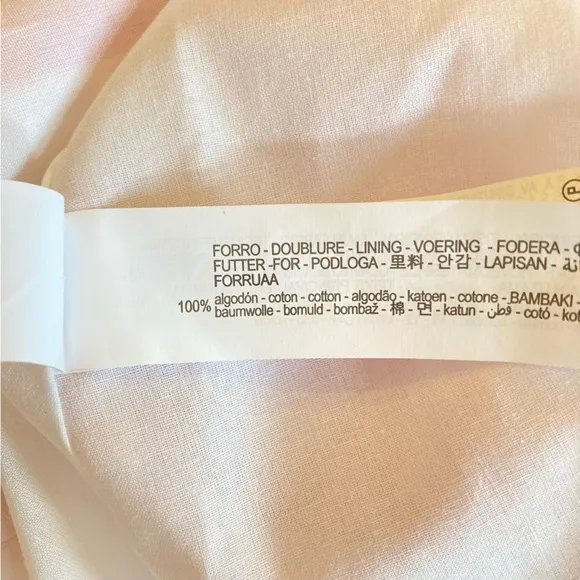 FORRO - DOUBLURE - LINING - VOERING - FODERA -
FUTTER -FOR - PODLOGA - 里料 - 안감 - LAPISAN -
FORRUAA
100% algodón - coton - cotton - algodão - katoen - cotone - BAMBAKI -
baumwolle - bomuld - bombaž - 棉 - 면 - katun - قطن - cotó -